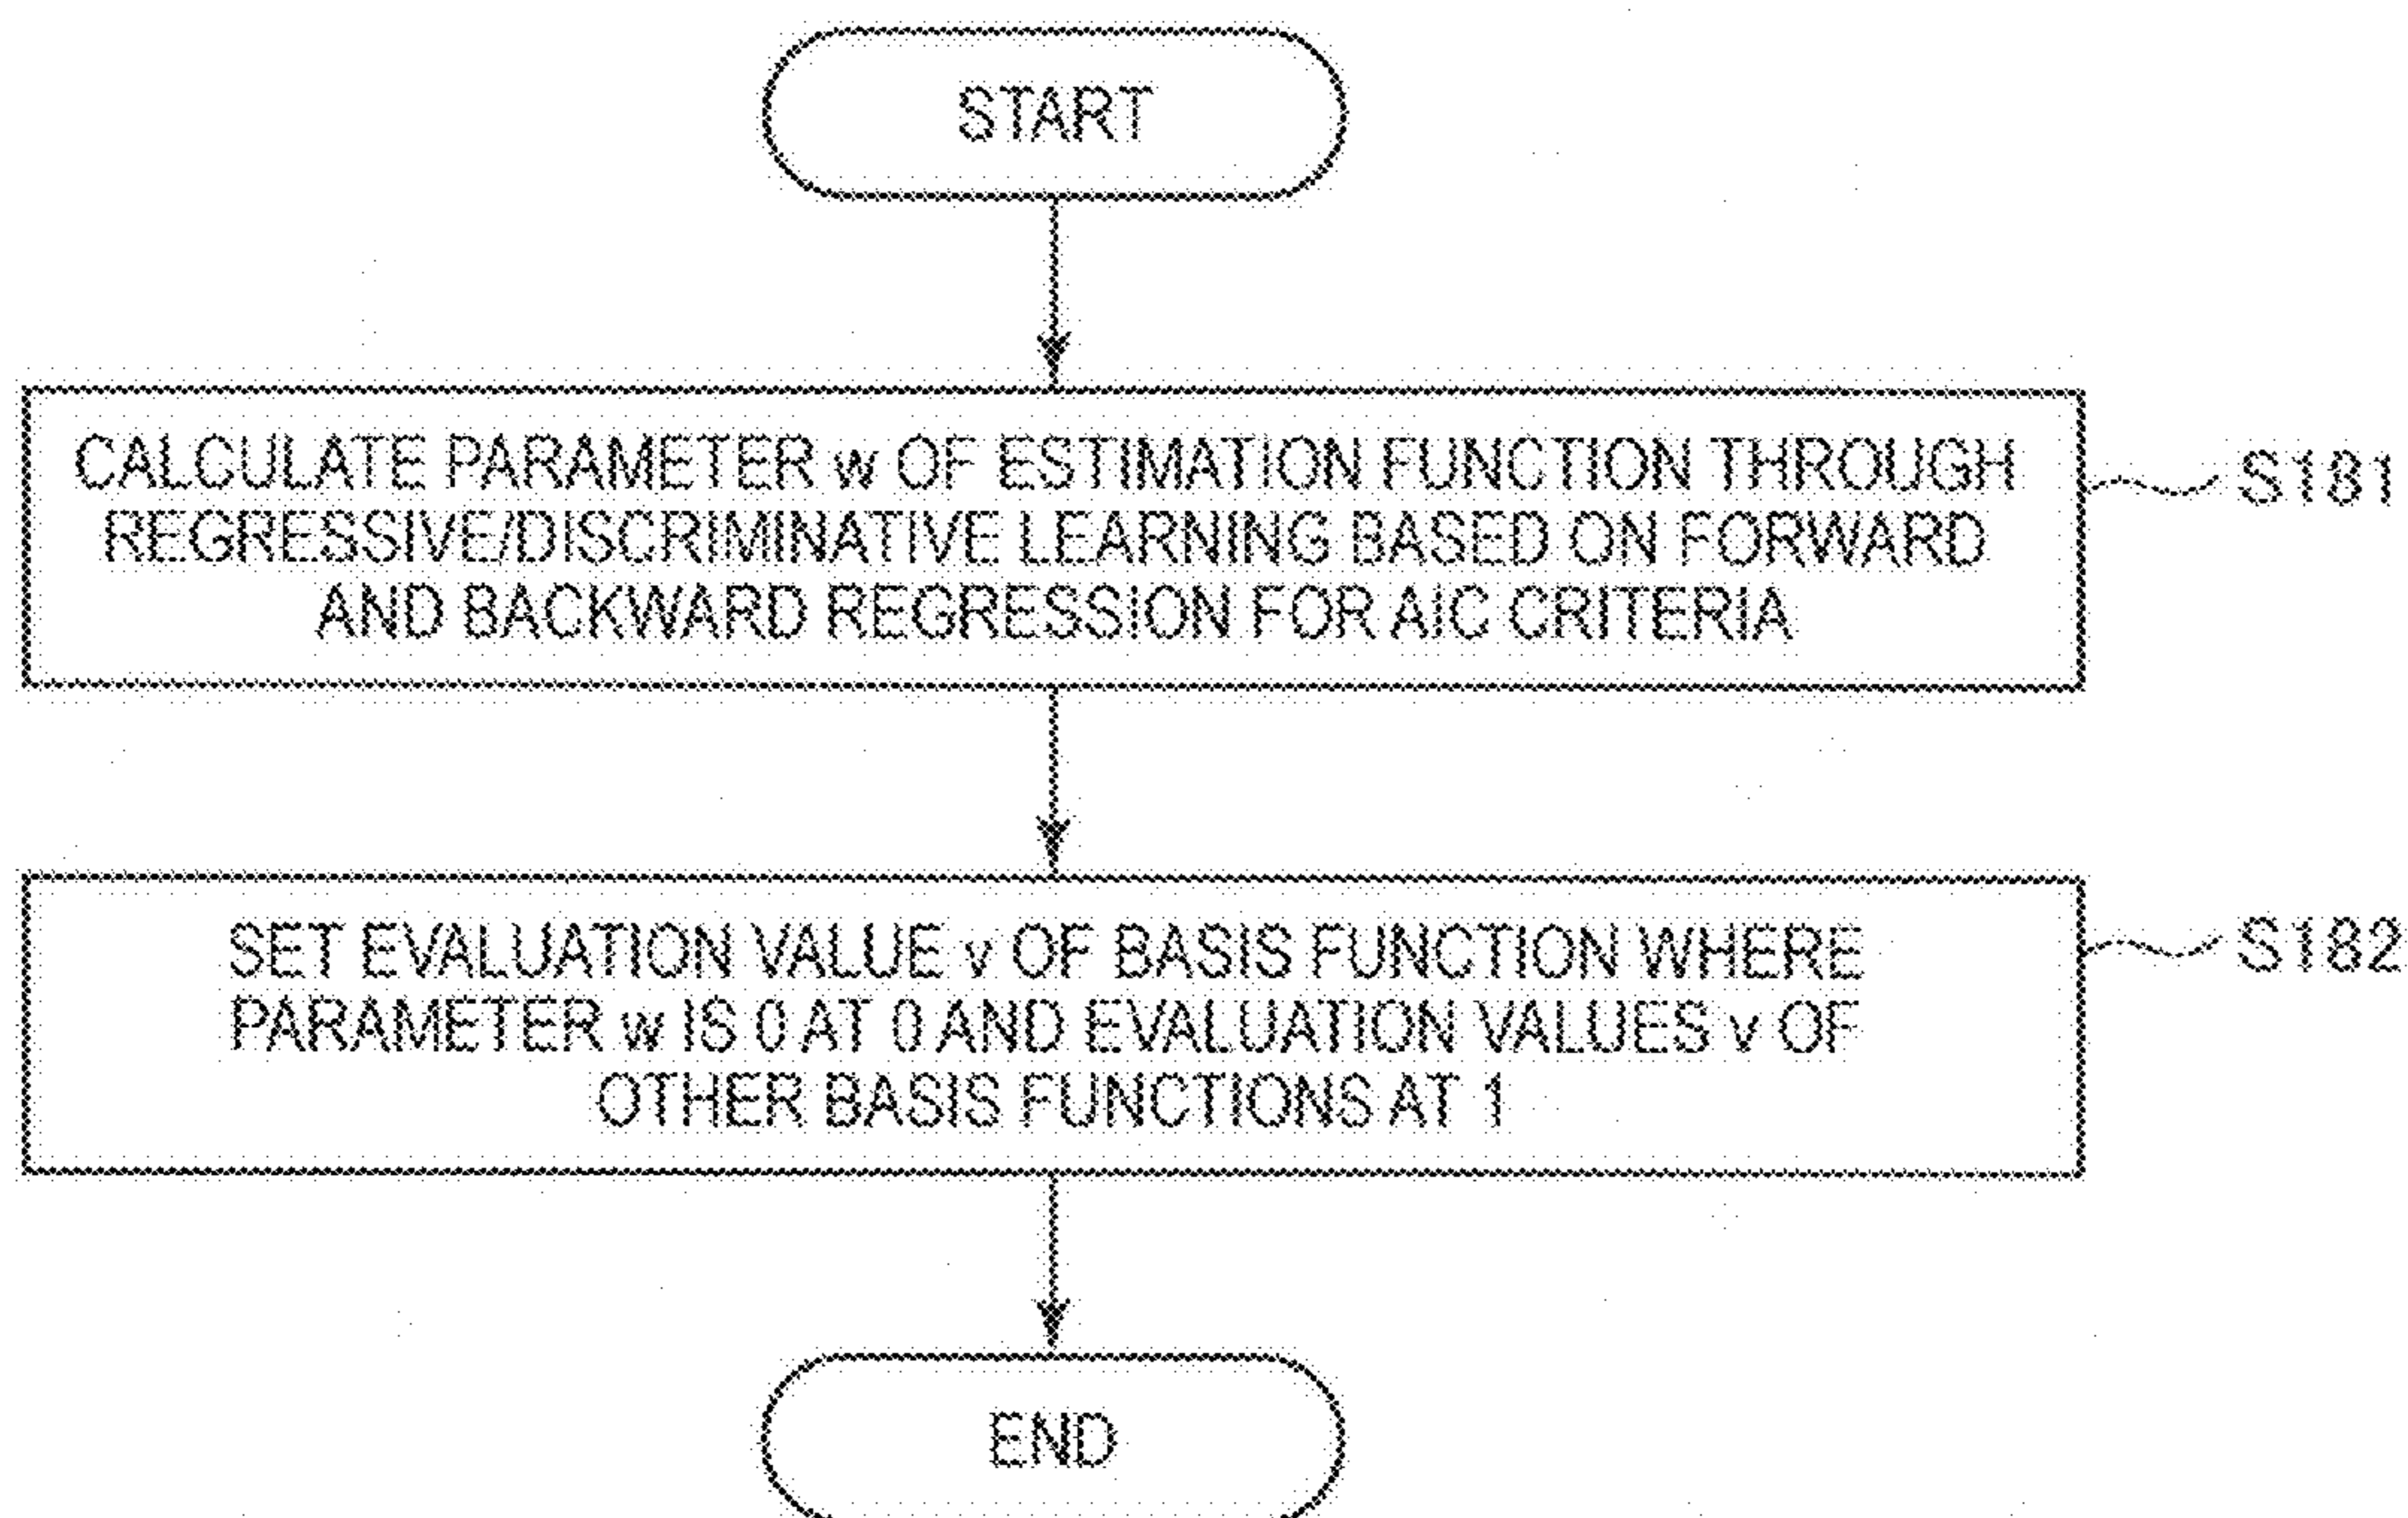 START
CALCULATE PARAMETER w OF ESTIMATION FUNCTION THROUGH
REGRESSIVE/DISCRIMINATIVE LEARNING BASED ON FORWARD
AND BACKWARD REGRESSION FOR AIC CRITERIA
S181
SET EVALUATION VALUE v OF BASIS FUNCTION WHERE
PARAMETER w IS 0 AT 0 AND EVALUATION VALUES v OF
OTHER BASIS FUNCTIONS AT 1
S182
END